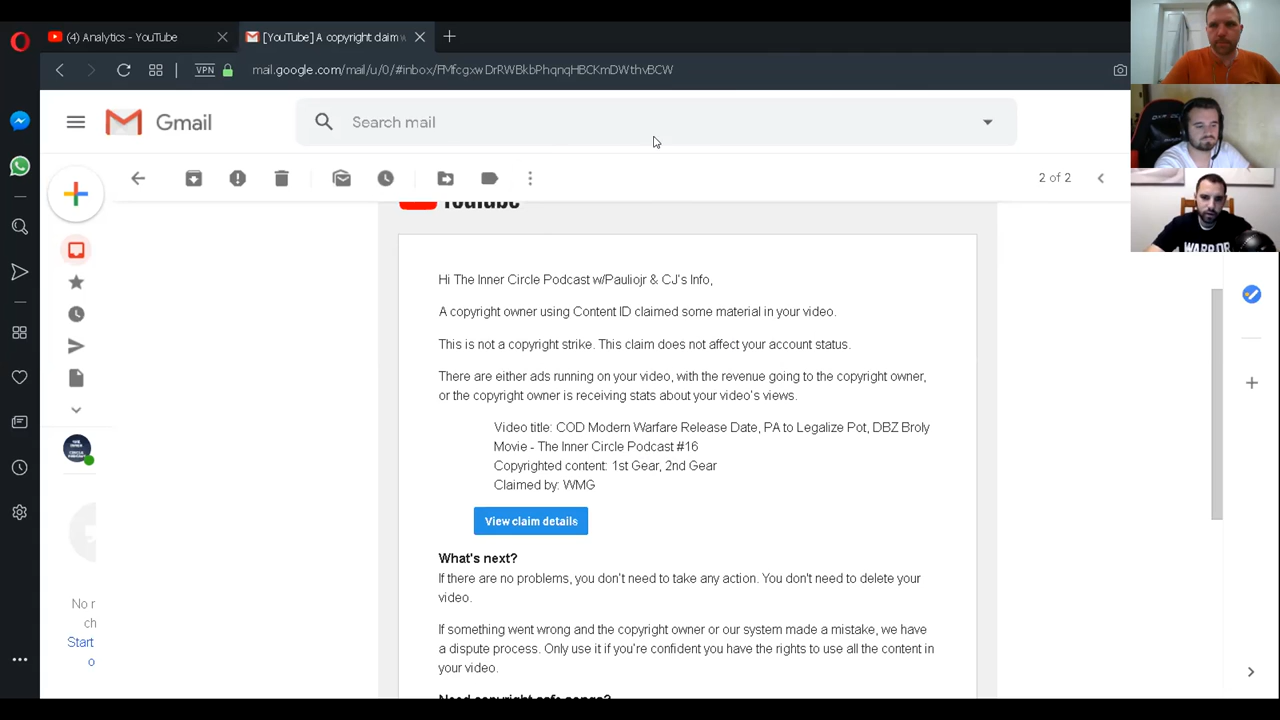 (4) Analytics - YouTube
[YouTube] A copyright claim w
VPN
mail.google.com/mail/u/0/#inbox/FMfcgxwDrRWBkbPhqnqHBCKmDWthvBCW
Gmail
Search mail
2 of 2
YouTube
Hi The Inner Circle Podcast w/Pauliojr & CJ's Info,
A copyright owner using Content ID claimed some material in your video.
This is not a copyright strike. This claim does not affect your account status.
There are either ads running on your video, with the revenue going to the copyright owner,
or the copyright owner is receiving stats about your video's views.
Video title: COD Modern Warfare Release Date, PA to Legalize Pot, DBZ Broly
Movie - The Inner Circle Podcast #16
Copyrighted content: 1st Gear, 2nd Gear
Claimed by: WMG
View claim details
What's next?
If there are no problems, you don't need to take any action. You don't need to delete your
video.
If something went wrong and the copyright owner or our system made a mistake, we have
a dispute process. Only use it if you're confident you have the rights to use all the content in
your video.
Need copyright-safe songs?
No r
ch
Start
o
WARRIOR